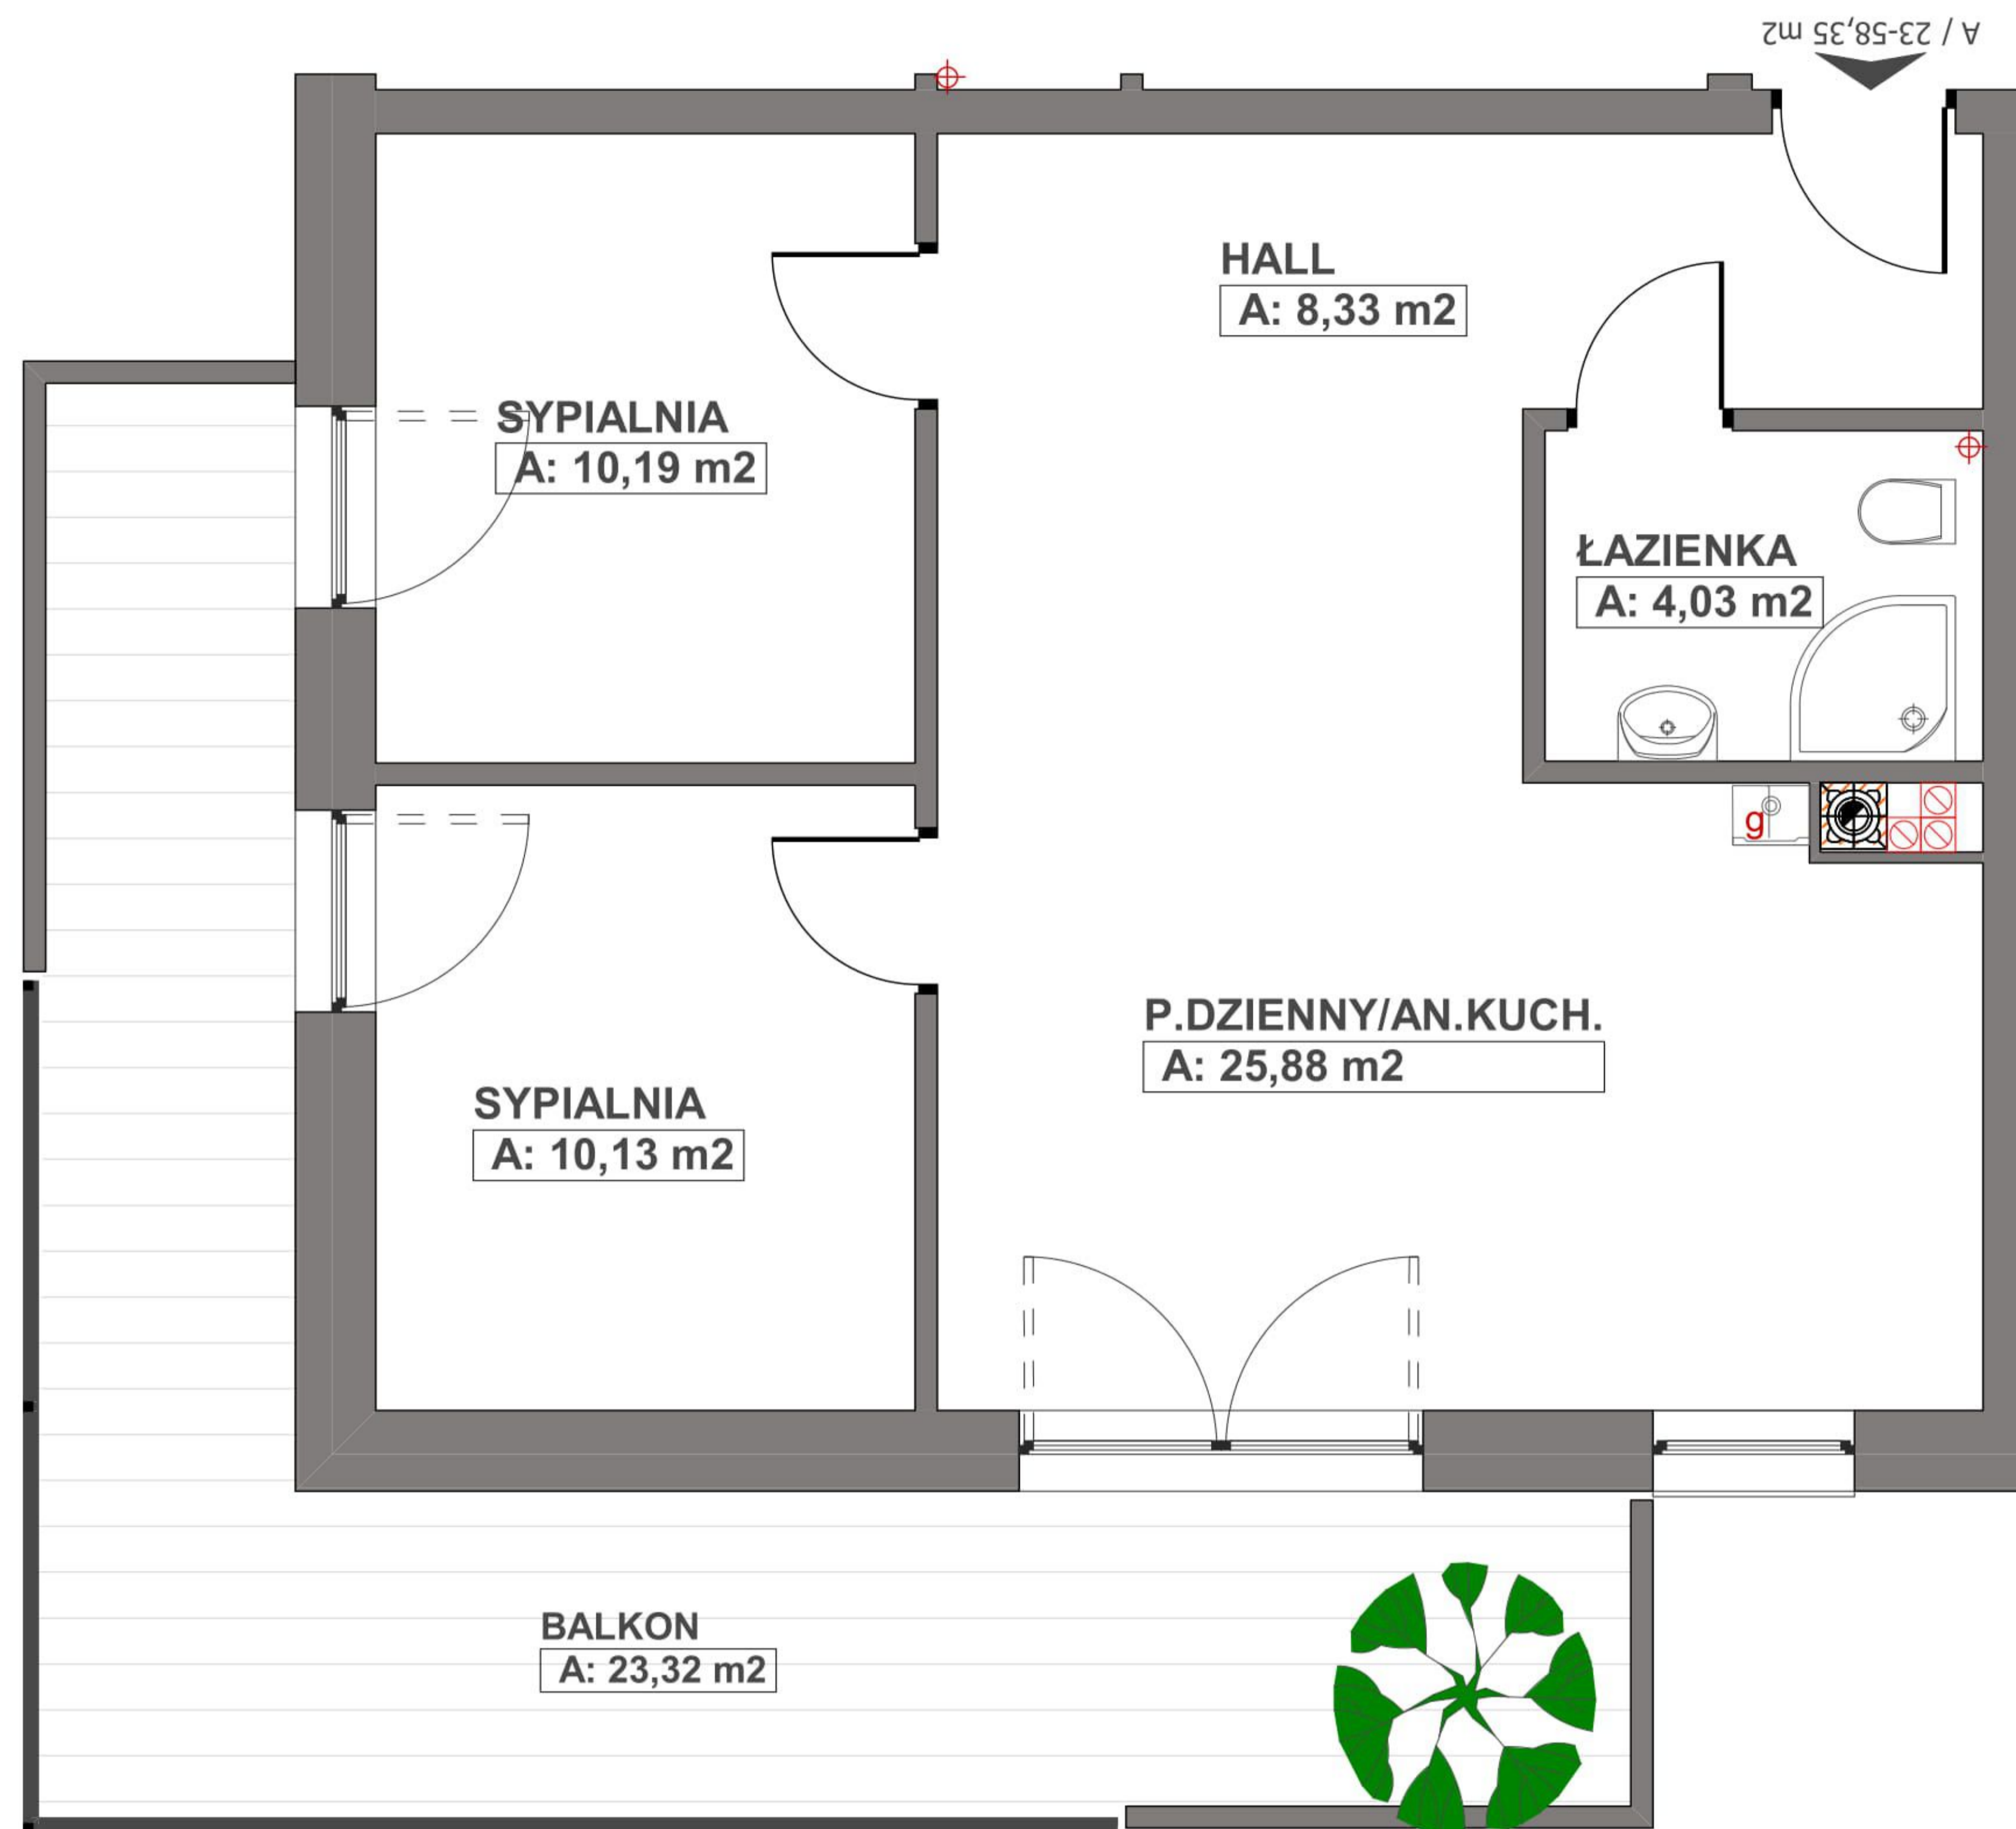 A / 23-58,35 m2
HALL
A: 8,33 m2
SYPIALNIA
A: 10,19 m2
ŁAZIENKA
A: 4,03 m2
g
P.DZIENNY/AN.KUCH.
A: 25,88 m2
SYPIALNIA
A: 10,13 m2
BALKON
A: 23,32 m2